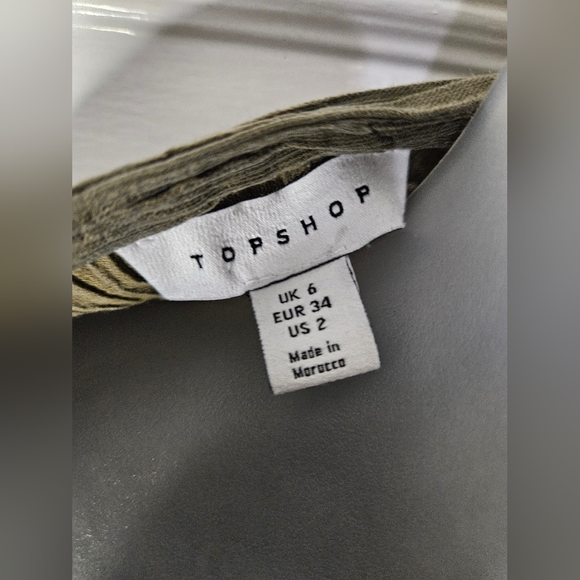 TOPSHOP
UK 6
EUR 34
US 2
Made in
Morocco